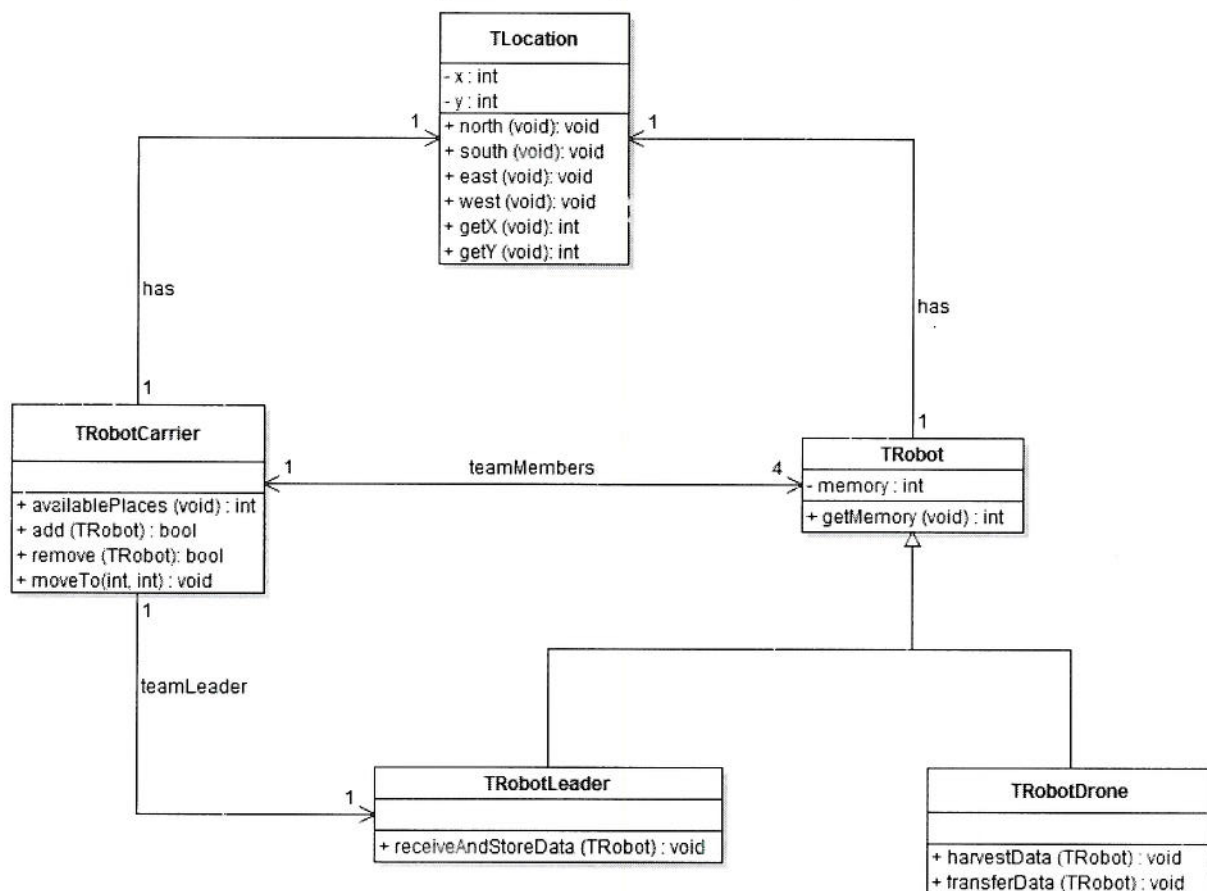 TLocation
- x : int
- y : int
+ north (void): void
+ south (void): void
+ east (void): void
+ west (void): void
+ getX (void): int
+ getY (void): int
1
1
has
has
1
1
TRobotCarrier
+ availablePlaces (void) : int
+ add (TRobot) : bool
+ remove (TRobot): bool
+ moveTo(int, int) : void
1
teamMembers
4
TRobot
- memory : int
+ getMemory (void) : int
1
teamLeader
1
TRobotLeader
+ receiveAndStoreData (TRobot) : void
TRobotDrone
+ harvestData (TRobot) : void
+ transferData (TRobot) : void